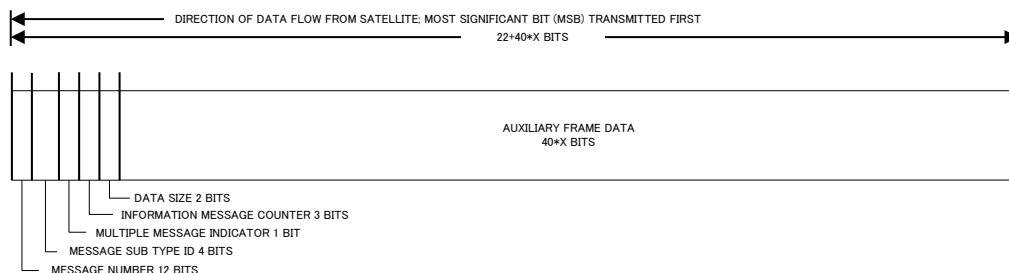 DIRECTION OF DATA FLOW FROM SATELLITE; MOST SIGNIFICANT BIT (MSB) TRANSMITTED FIRST
22+40*X BITS
AUXILIARY FRAME DATA
40*X BITS
DATA SIZE 2 BITS
INFORMATION MESSAGE COUNTER 3 BITS
MULTIPLE MESSAGE INDICATOR 1 BIT
MESSAGE SUB TYPE ID 4 BITS
MESSAGE NUMBER 12 BITS